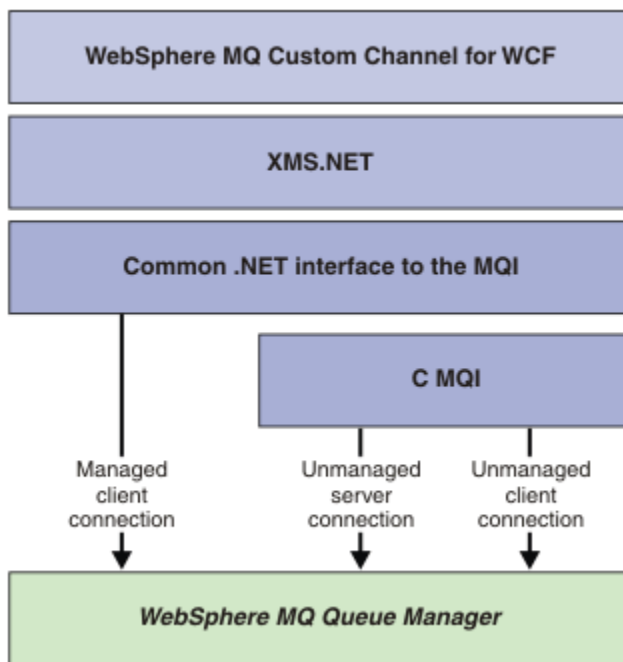 WebSphere MQ Custom Channel for WCF
XMS.NET
Common .NET interface to the MQI
C MQI
Managed
client
connection
Unmanaged
server
connection
Unmanaged
client
connection
WebSphere MQ Queue Manager